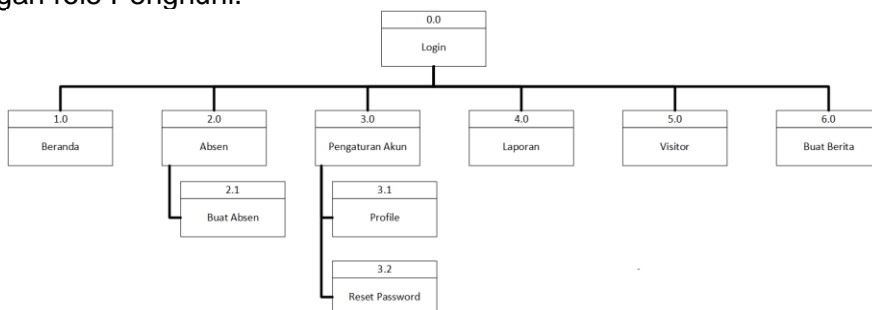 gan role Penghuni.
0.0
Login
1.0
Beranda
2.0
Absen
3.0
Pengaturan Akun
4.0
Laporan
5.0
Visitor
6.0
Buat Berita
2.1
Buat Absen
3.1
Profile
3.2
Reset Password